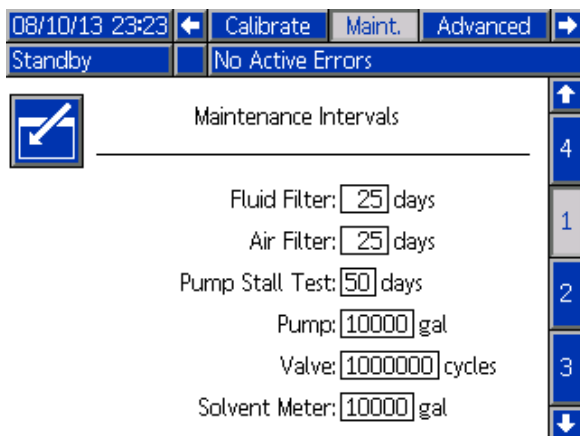 08/10/13 23:23 Calibrate Maint. Advanced
Standby No Active Errors
Maintenance Intervals
4
Fluid Filter: 25 days
1
Air Filter: 25 days
Pump Stall Test: 50 days
2
Pump: 10000 gal
Valve: 1000000 cycles
3
Solvent Meter: 10000 gal